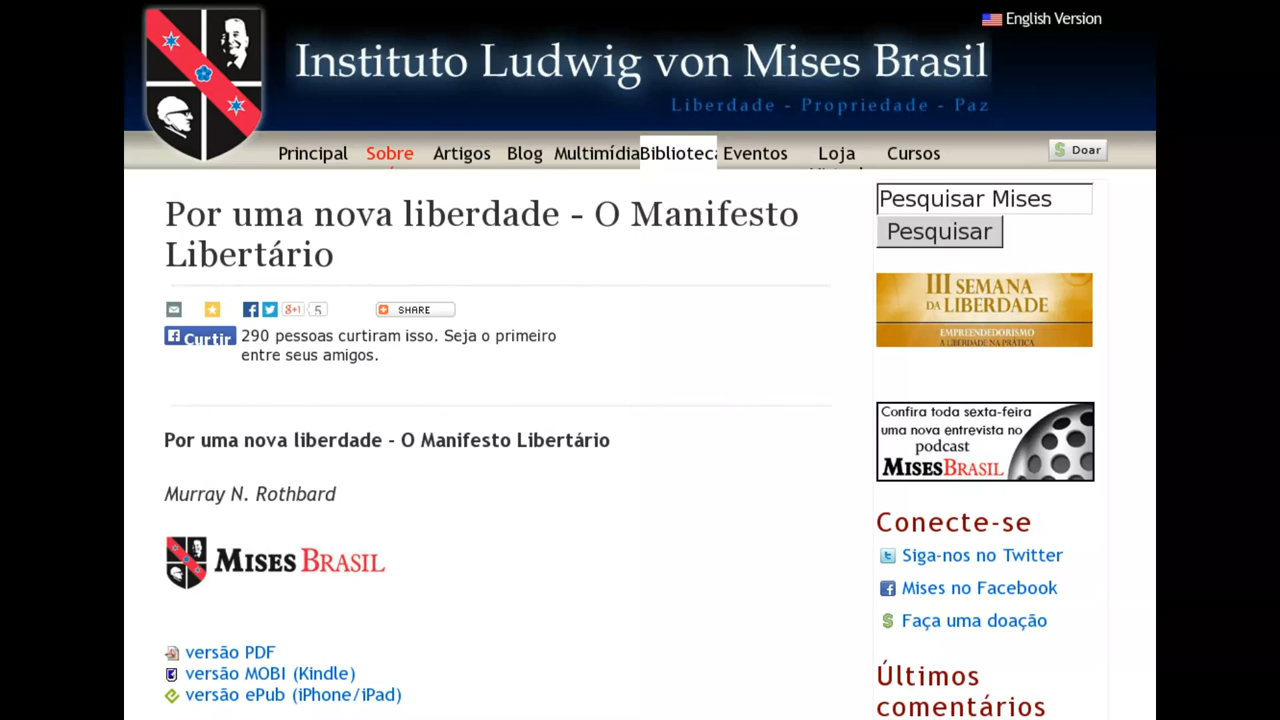 English Version
Instituto Ludwig von Mises Brasil
Liberdade - Propriedade - Paz
Principal Sobre Artigos Blog Multimídia Biblioteca Eventos Loja Cursos
Doar
Por uma nova liberdade - O Manifesto
Libertário
5
SHARE
Curtir
290 pessoas curtiram isso. Seja o primeiro
entre seus amigos.
Por uma nova liberdade - O Manifesto Libertário
Murray N. Rothbard
MISES BRASIL
versão PDF
versão MOBI (Kindle)
versão ePub (iPhone/iPad)
Pesquisar Mises
Pesquisar
III SEMANA
DA LIBERDADE
EMPREENDEDORISMO
A LIBERDADE NA PRÁTICA
Confira toda sexta-feira
uma nova entrevista no
podcast
MISESBRASIL
Conecte-se
Siga-nos no Twitter
Mises no Facebook
Faça uma doação
Últimos
comentários